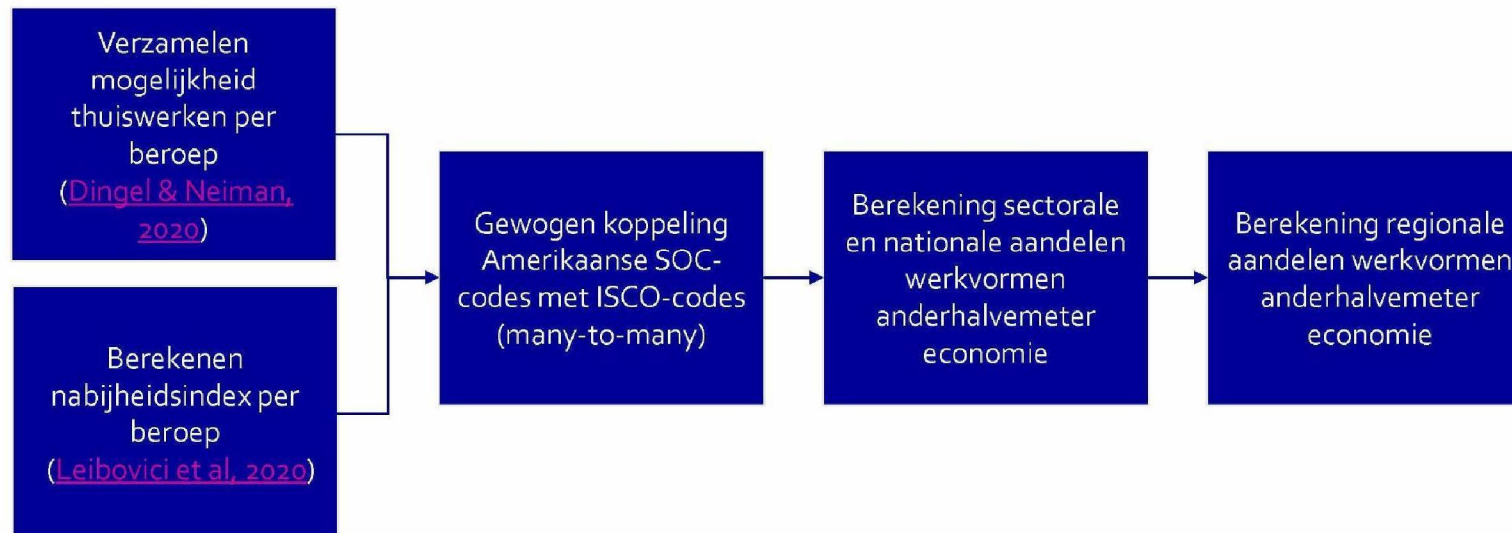 Verzamelen
mogelijkheid
thuiswerken per
beroep
(Dingel & Neiman,
2020)
Berekenen
nabijheidsindex per
beroep
(Leibovici et al, 2020)
Gewogen koppeling
Amerikaanse SOC-
codes met ISCO-codes
(many-to-many)
Berekening sectorale
en nationale aandelen
werkvormen
anderhalvemeter
economie
Berekening regionale
aandelen werkvormen
anderhalvemeter
economie